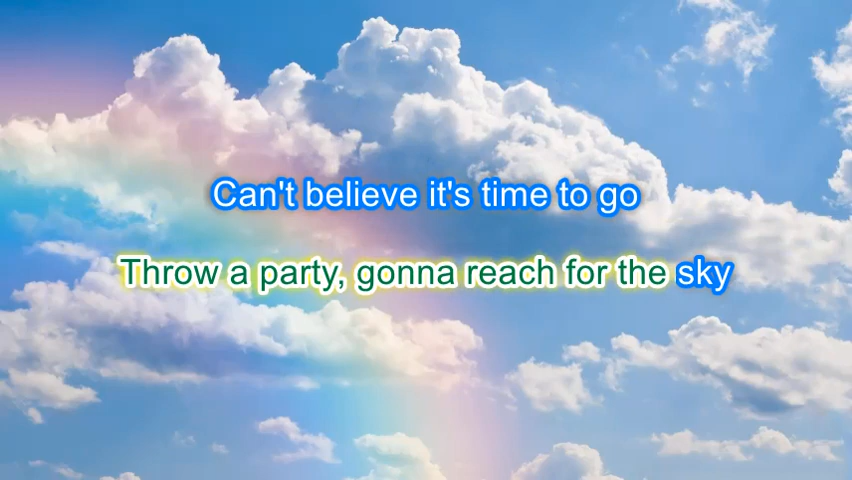 Can't believe it's time to go
Throw a party, gonna reach for the sky